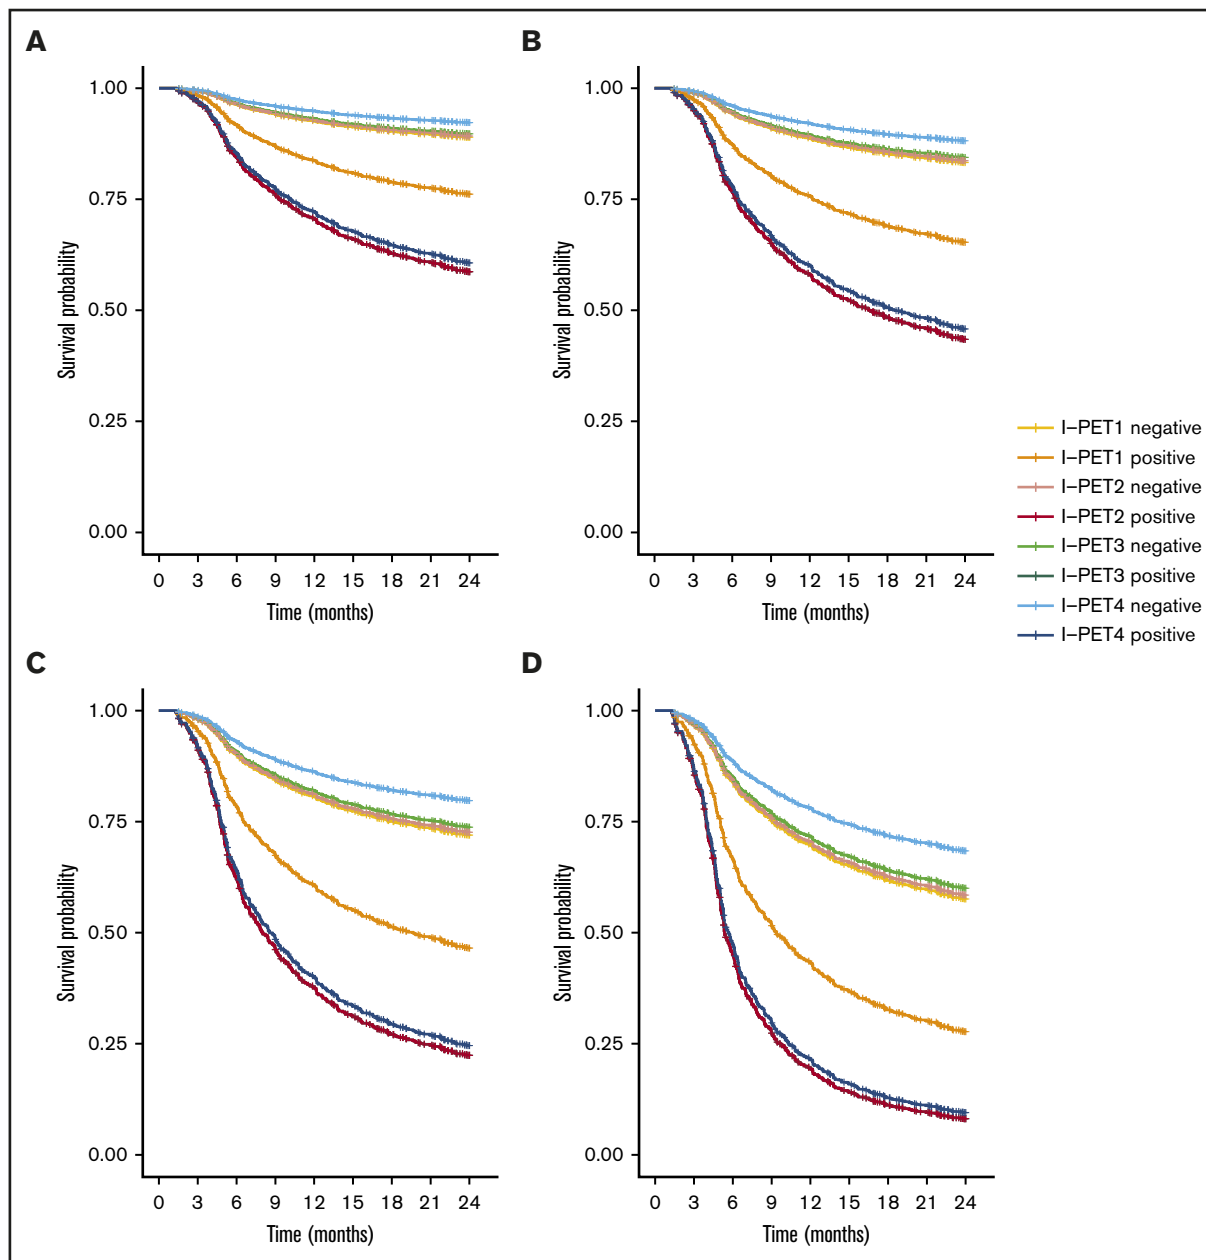 A
B
1.00
0.75
0.50
0.25
0.00
Survival probability
0 3 6 9 12 15 18 21 24
Time (months)
1.00
0.75
0.50
0.25
0.00
Survival probability
0 3 6 9 12 15 18 21 24
Time (months)
I–PET1 negative
I–PET1 positive
I–PET2 negative
I–PET2 positive
I–PET3 negative
I–PET3 positive
I–PET4 negative
I–PET4 positive
C
D
1.00
0.75
0.50
0.25
0.00
Survival probability
0 3 6 9 12 15 18 21 24
Time (months)
1.00
0.75
0.50
0.25
0.00
Survival probability
0 3 6 9 12 15 18 21 24
Time (months)